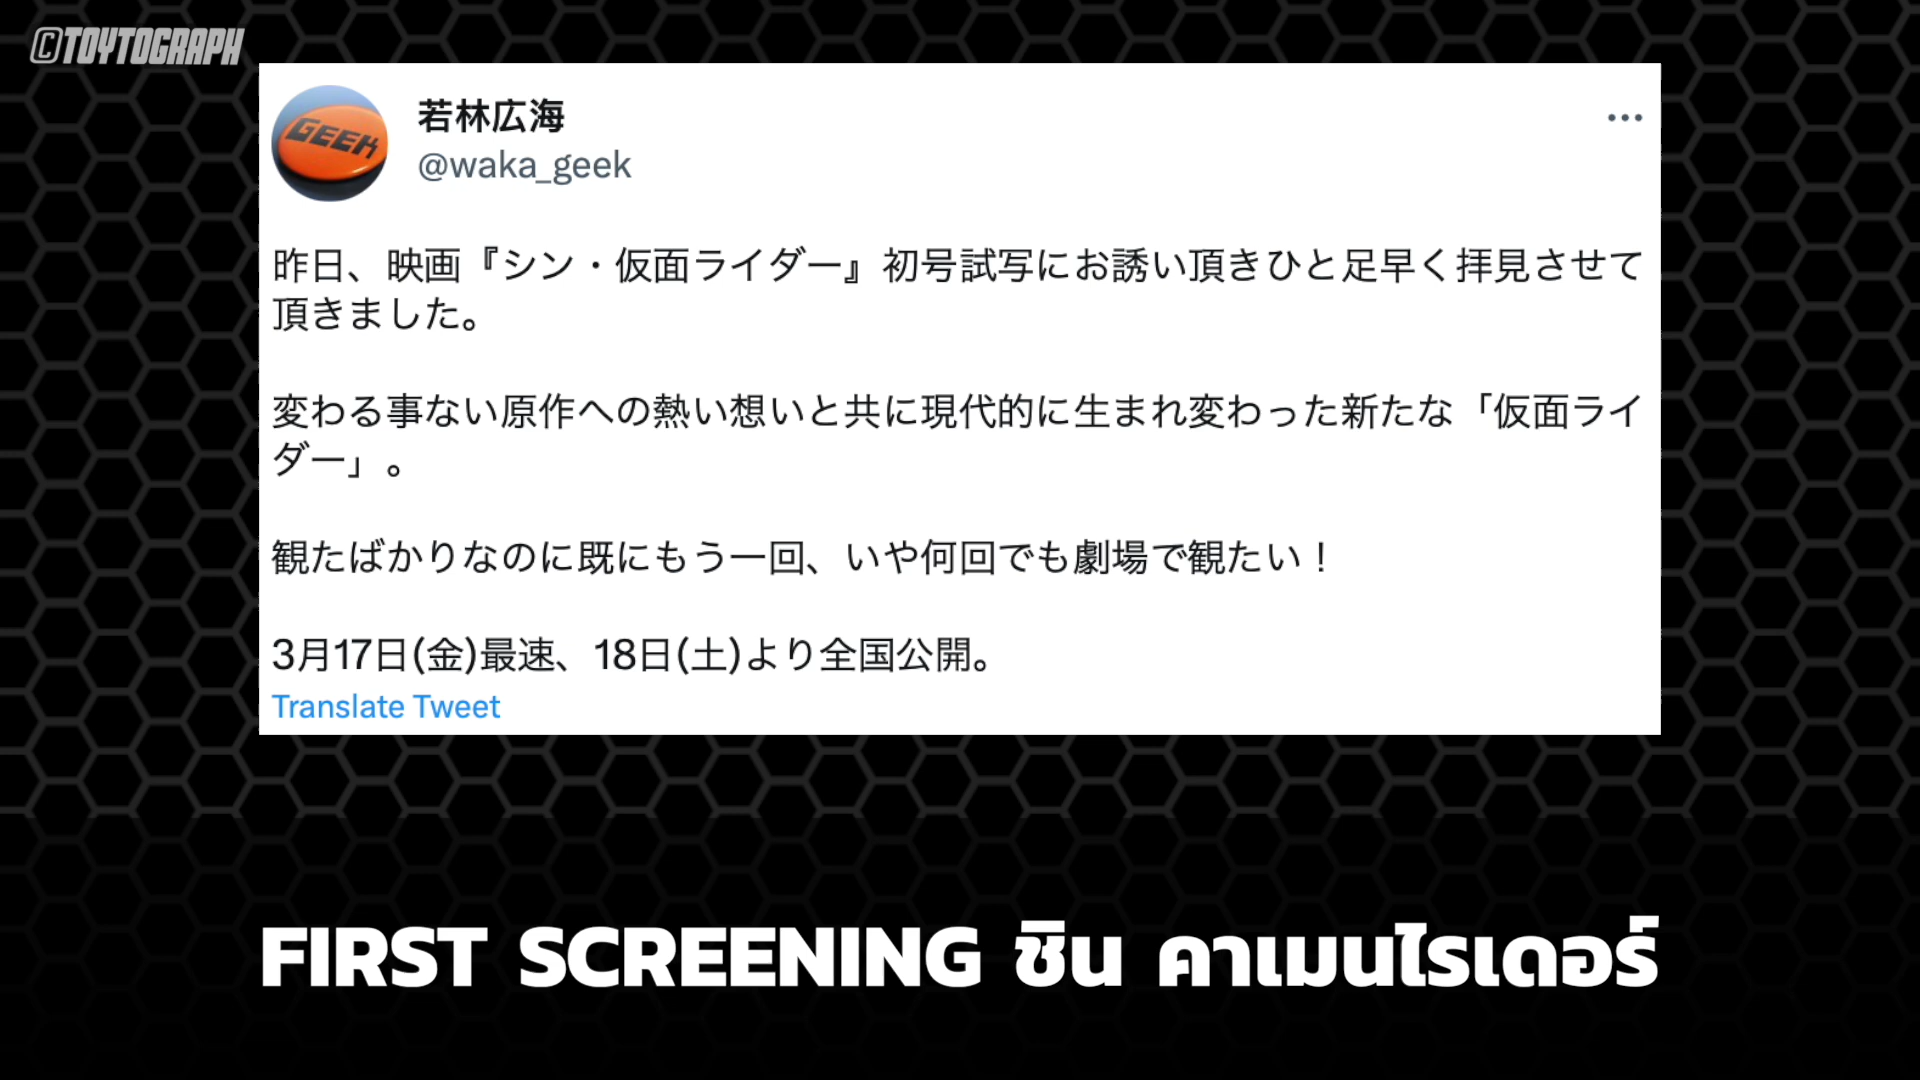 ©TOYTOGRAPH
GEEK
若林広海
@waka_geek
昨日、映画『シン・仮面ライダー』初号試写にお誘い頂きひと足早く拝見させて
頂きました。
変わる事ない原作への熱い想いと共に現代的に生まれ変わった新たな「仮面ライ
ダー」。
観たばかりなのに既にもう一回、いや何回でも劇場で観たい！
3月17日(金)最速、18日(土)より全国公開。
Translate Tweet
FIRST SCREENING ชิน คาเมนไรเดอร์